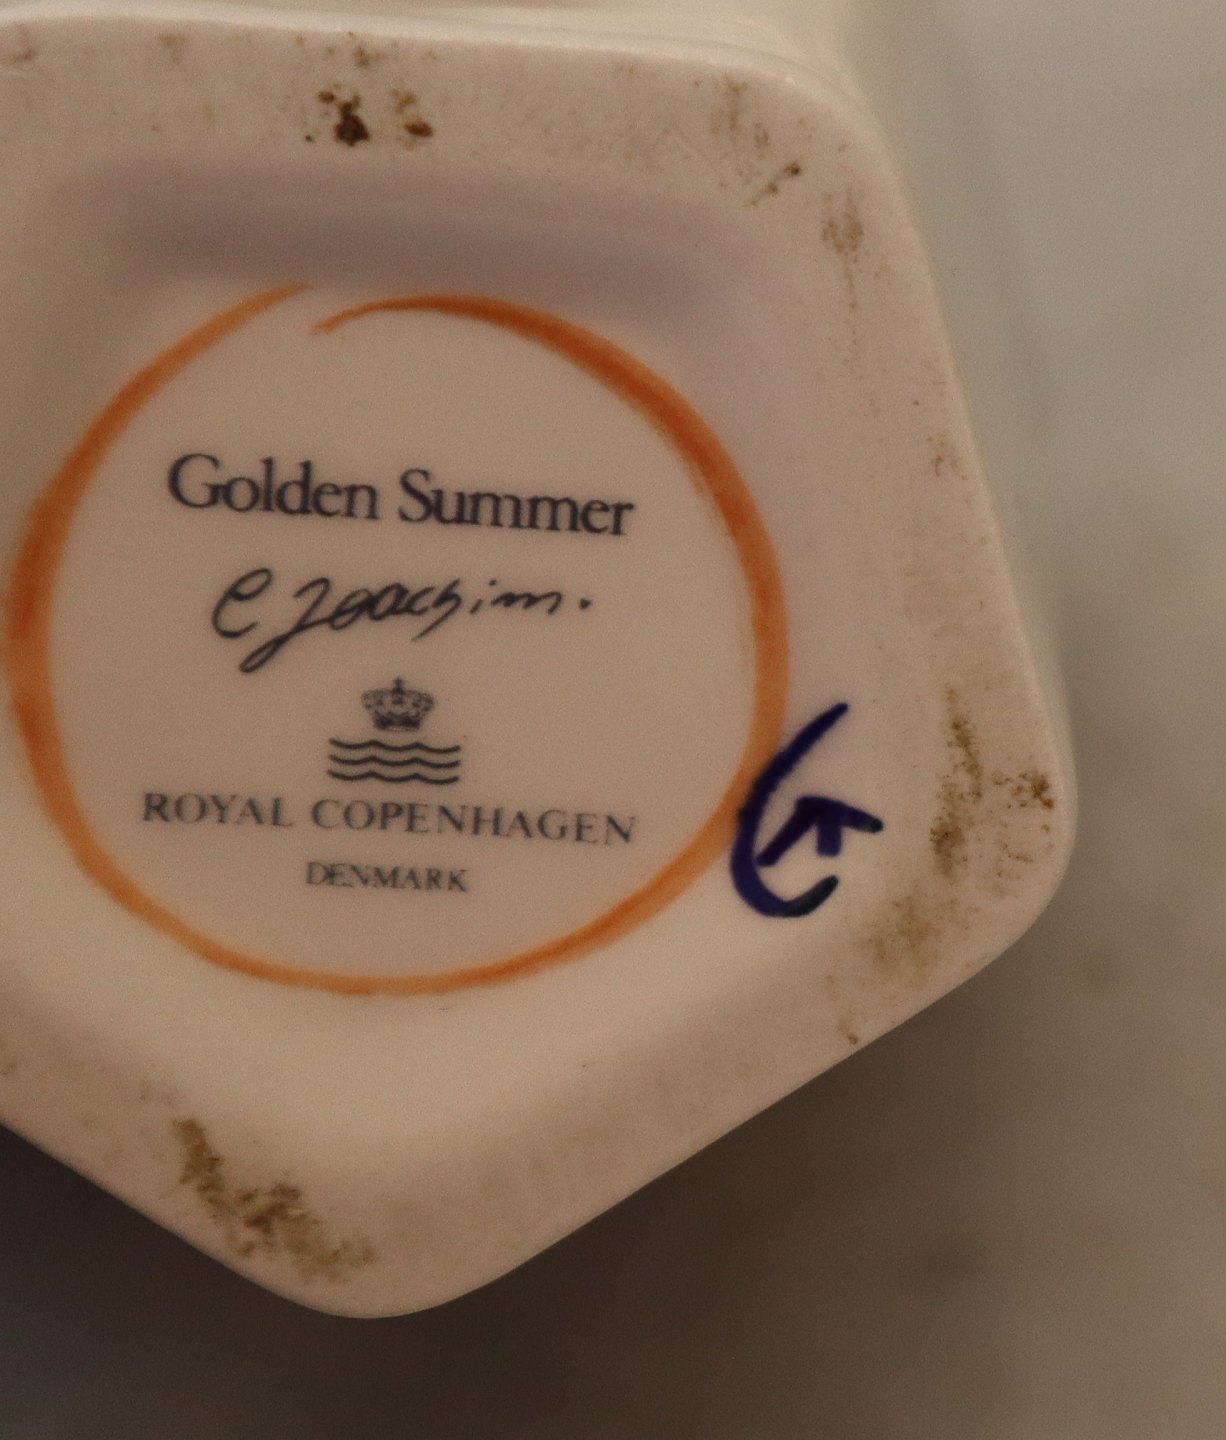 Golden Summer
C Joachim.
ROYAL COPENHAGEN
DENMARK